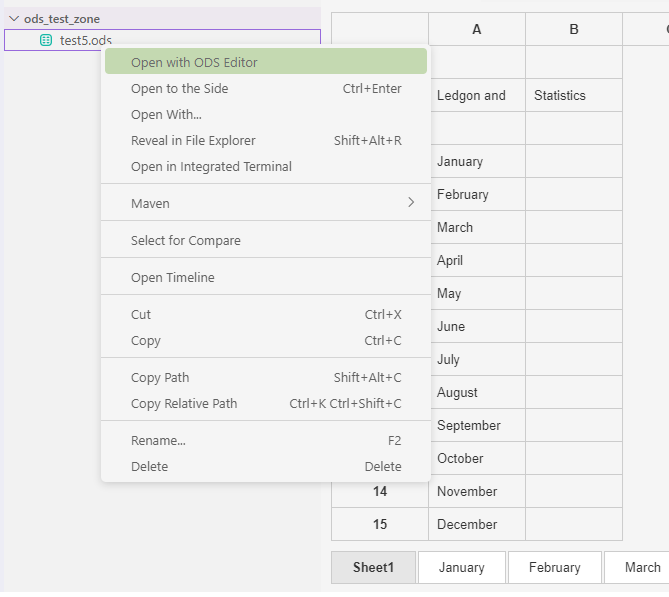 ods_test_zone
test5.ods
Open with ODS Editor
Open to the Side Ctrl+Enter
Open With...
Reveal in File Explorer Shift+Alt+R
Open in Integrated Terminal
Maven
Select for Compare
Open Timeline
Cut Ctrl+X
Copy Ctrl+C
Copy Path Shift+Alt+C
Copy Relative Path Ctrl+K Ctrl+Shift+C
Rename... F2
Delete Delete
A B
Ledgon and Statistics
January
February
March
April
May
June
July
August
September
October
14 November
15 December
Sheet1 January February March